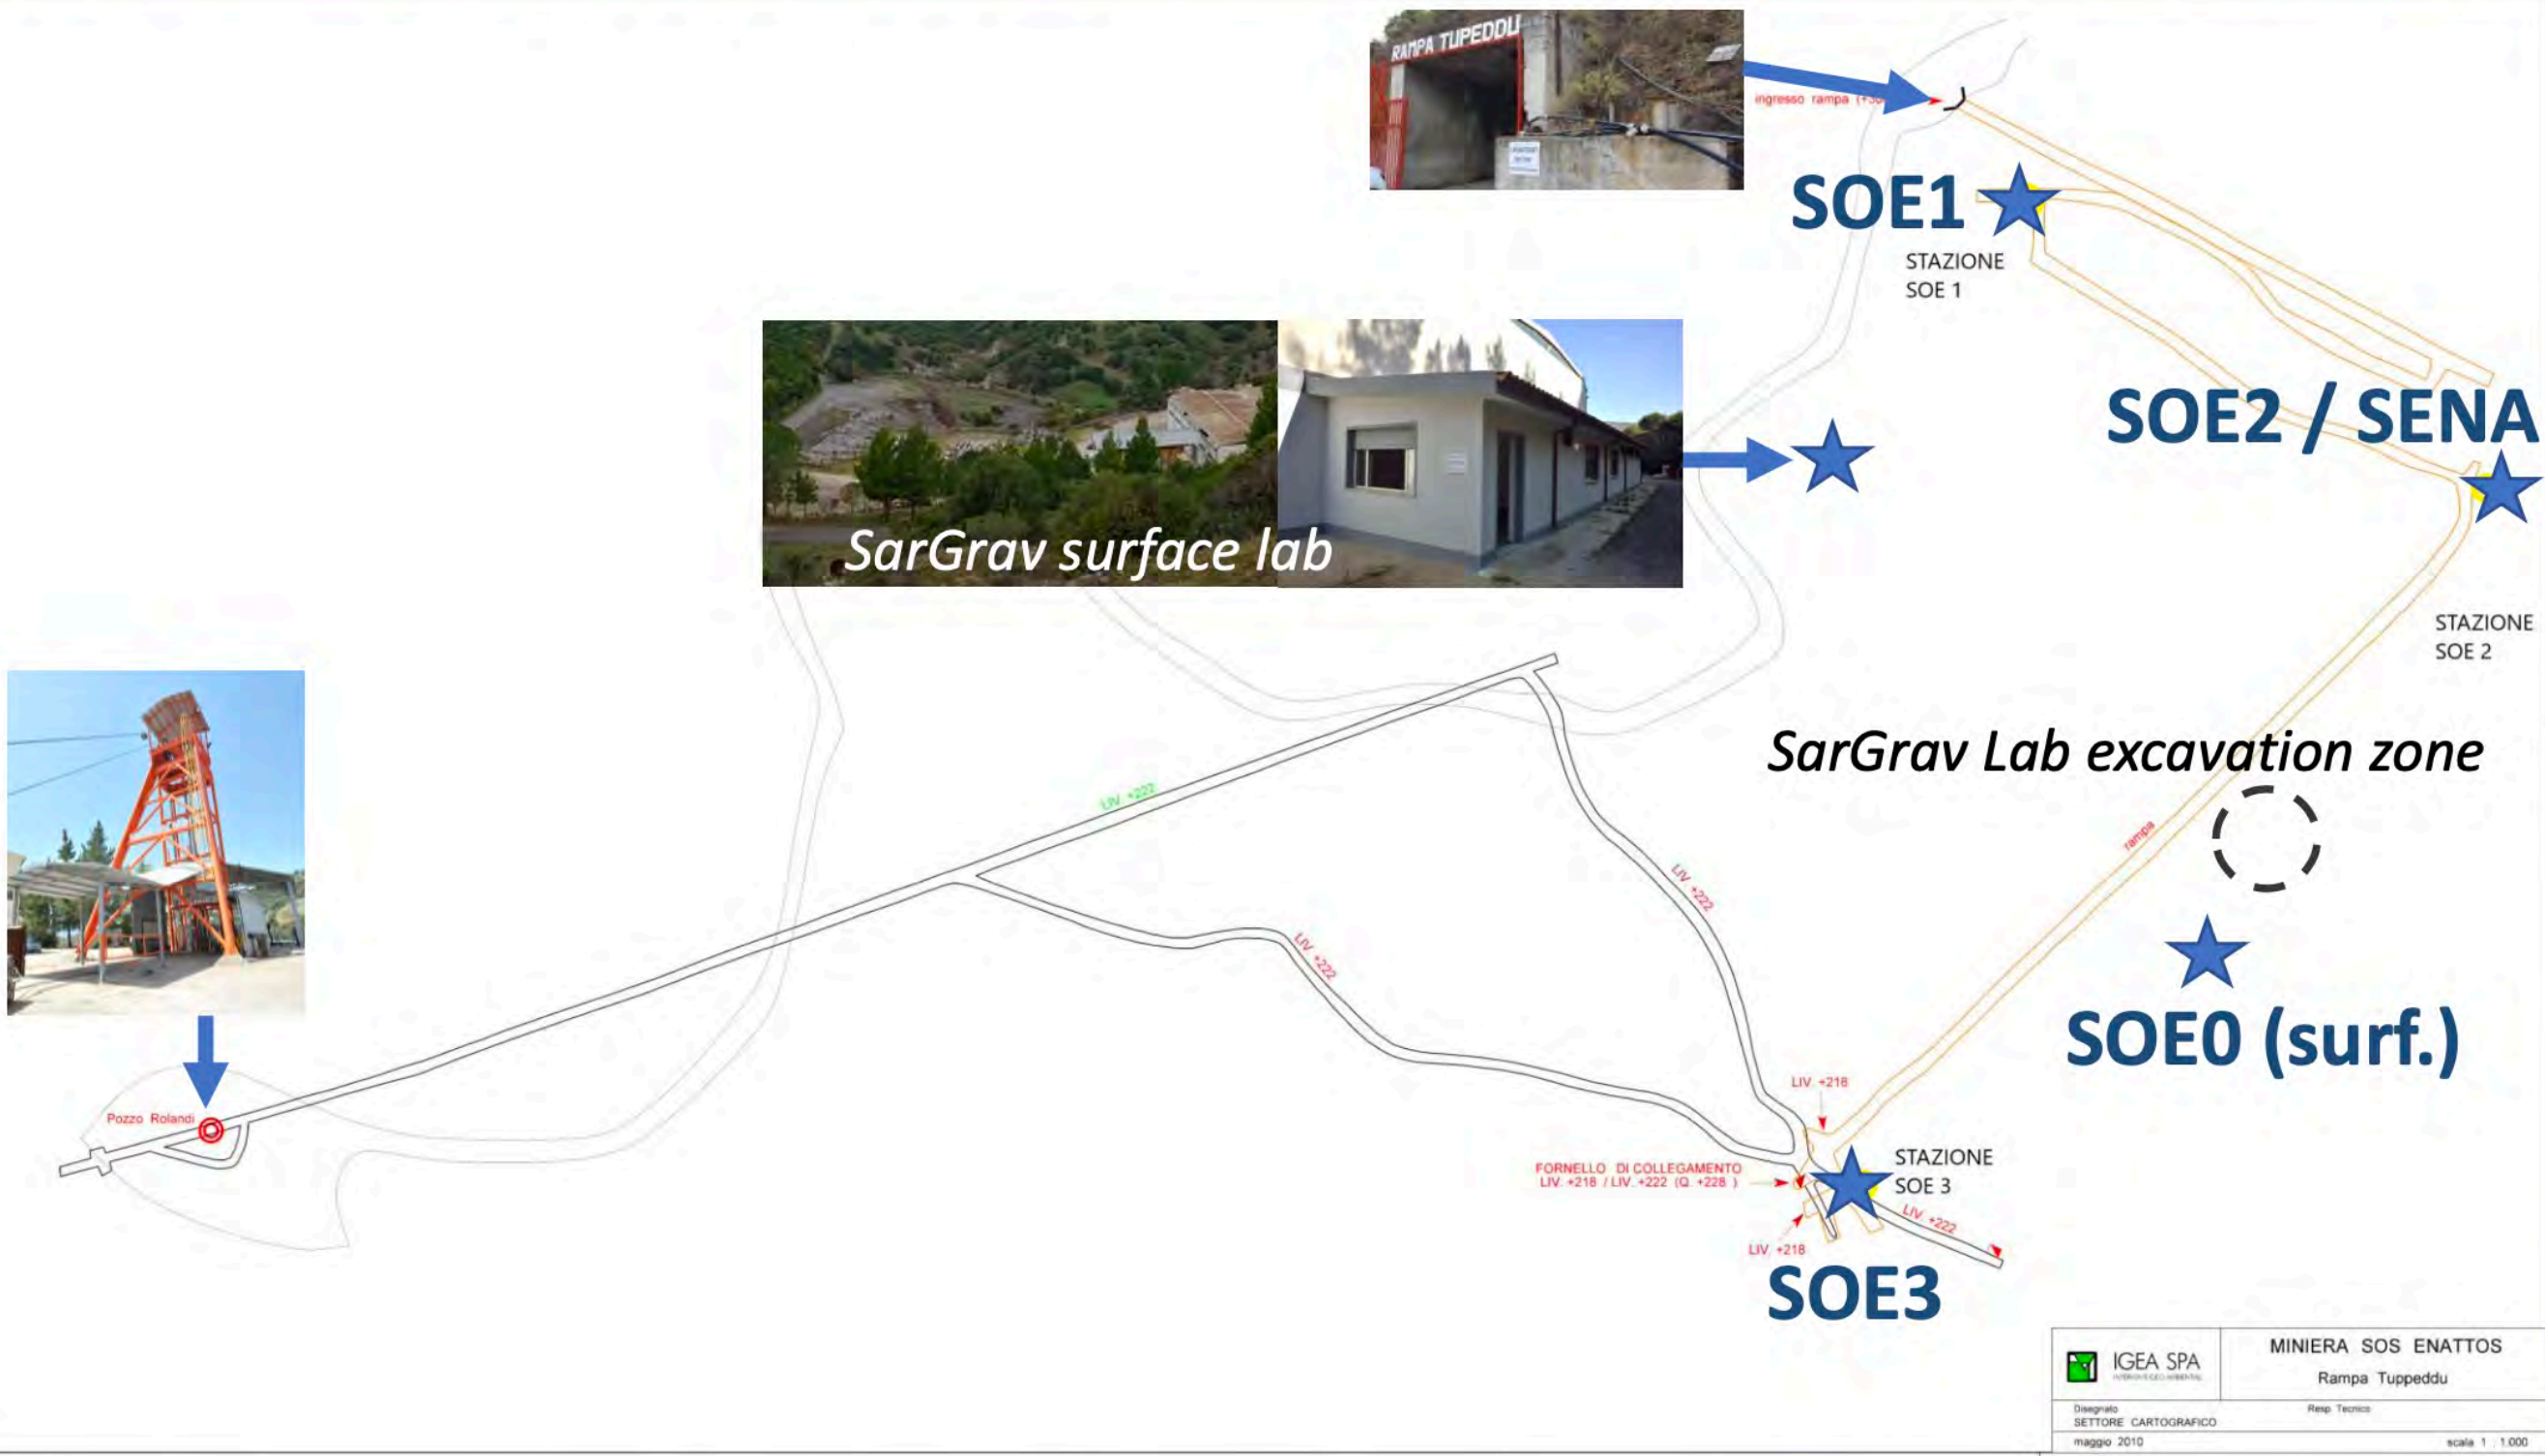 RAMPA TUPEDDU
ingresso rampa
SOE1
STAZIONE
SOE 1
SOE2 / SENA
SarGrav surface lab
STAZIONE
SOE 2
SarGrav Lab excavation zone
LIV. +222
rampa
LIV. +222
LIV. +222
SOE0 (surf.)
LIV. +218
Pozzo Rolandi
FORNELLO DI COLLEGAMENTO
LIV. +218 / LIV. +222 (Q. +228 )
STAZIONE
SOE 3
LIV. +222
LIV. +218
SOE3
IGEA SPA
MINIERA SOS ENATTOS
Rampa Tuppeddu
Disegnato
SETTORE CARTOGRAFICO
Resp. Tecnico
maggio 2010
scala 1 : 1.000